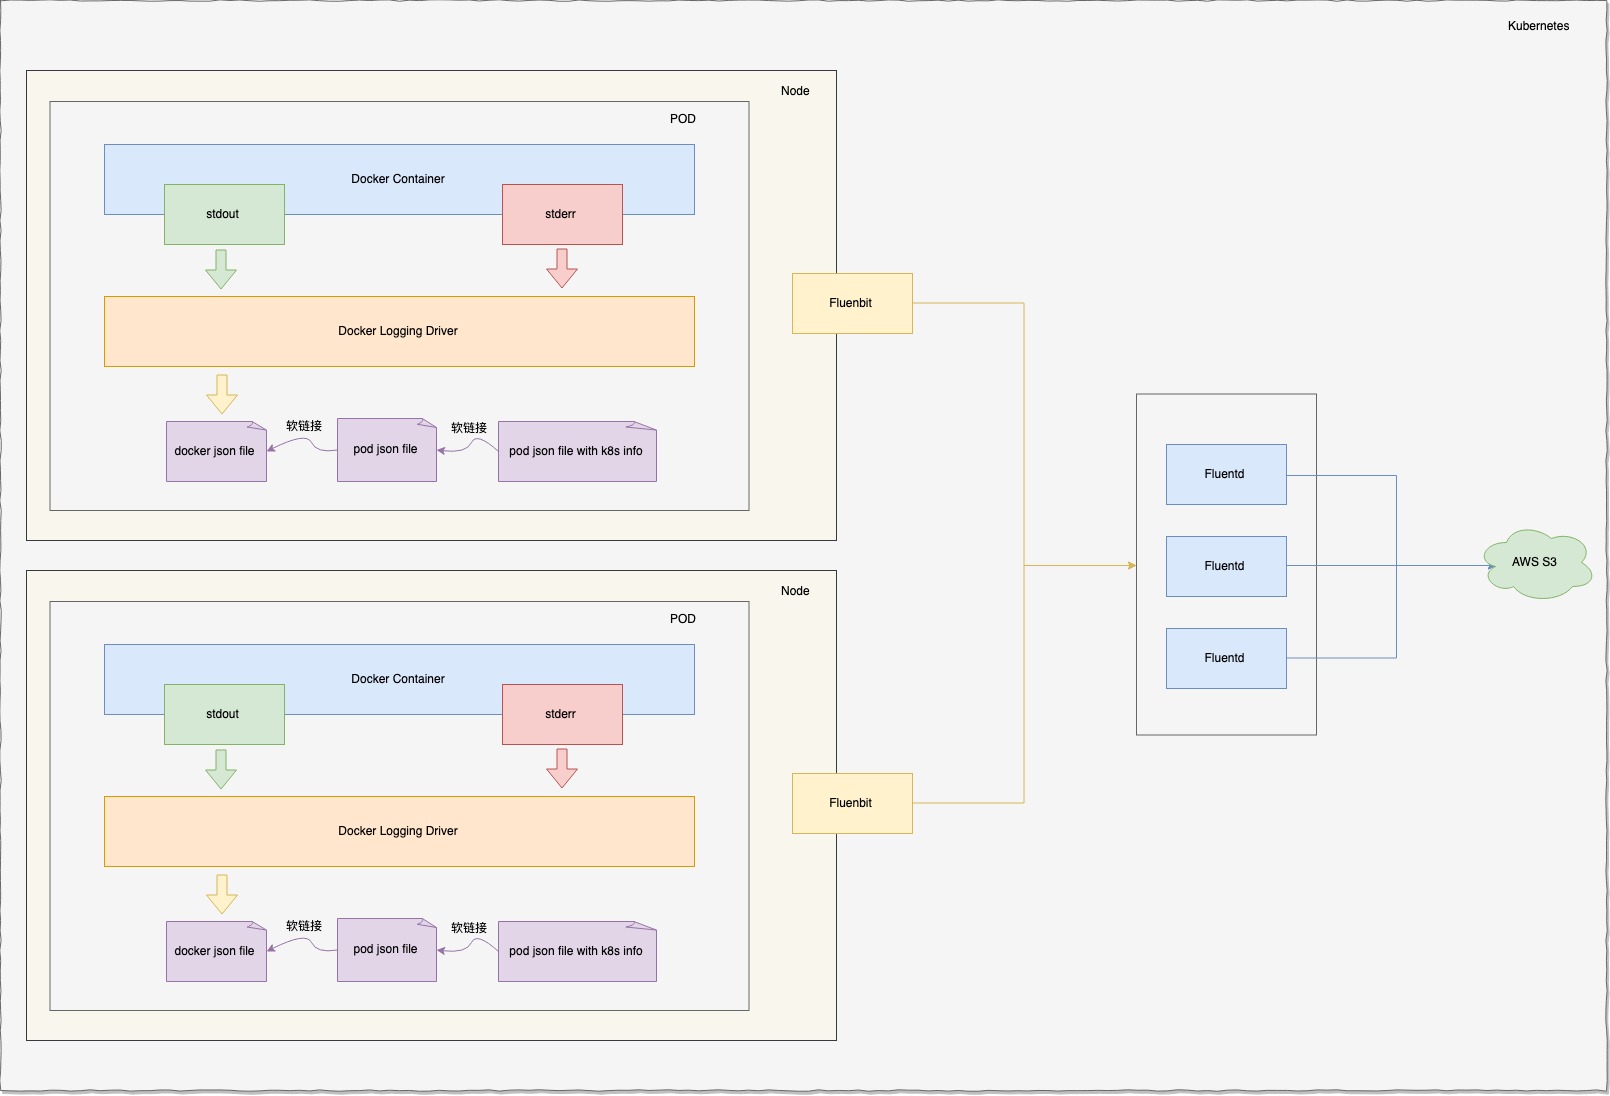 Kubernetes
Node
POD
Docker Container
stdout
stderr
Docker Logging Driver
软链接
软链接
docker json file
pod json file
pod json file with k8s info
Fluenbit
Node
POD
Docker Container
stdout
stderr
Docker Logging Driver
软链接
软链接
docker json file
pod json file
pod json file with k8s info
Fluenbit
Fluentd
Fluentd
Fluentd
AWS S3